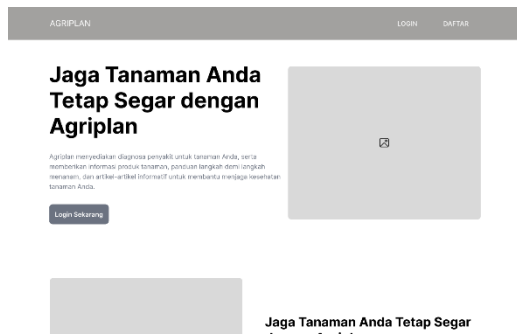 AGRIPLAN
LOGIN
DAFTAR
Jaga Tanaman Anda
Tetap Segar dengan
Agriplan
Agriplan menyediakan diagnosa penyakit untuk tanaman Anda, serta
memberikan informasi produk tanaman, panduan langkah demi langkah
menanam, dan artikel-artikel informatif untuk membantu menjaga kesehatan
tanaman Anda.
Login Sekarang
Jaga Tanaman Anda Tetap Segar